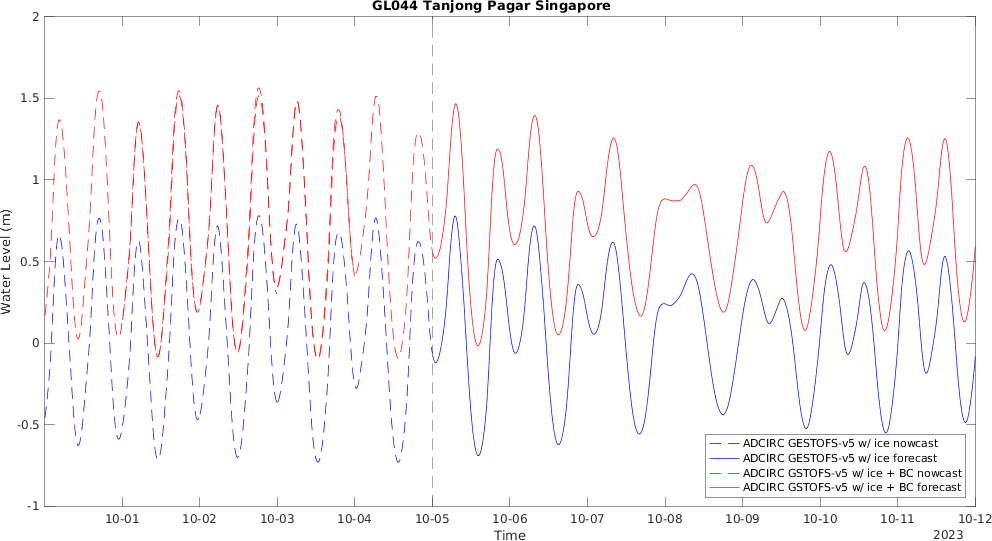 GL044 Tanjong Pagar Singapore
2
1.5
1
0.5
0
-0.5
-1
Water Level (m)
ADCIRC GESTOFS-v5 w/ ice nowcast
ADCIRC GESTOFS-v5 w/ ice forecast
ADCIRC GSTOFS-v5 w/ ice + BC nowcast
ADCIRC GSTOFS-v5 w/ ice + BC forecast
10-01 10-02 10-03 10-04 10-05 10-06 10-07 10-08 10-09 10-10 10-11 10-12
Time
2023